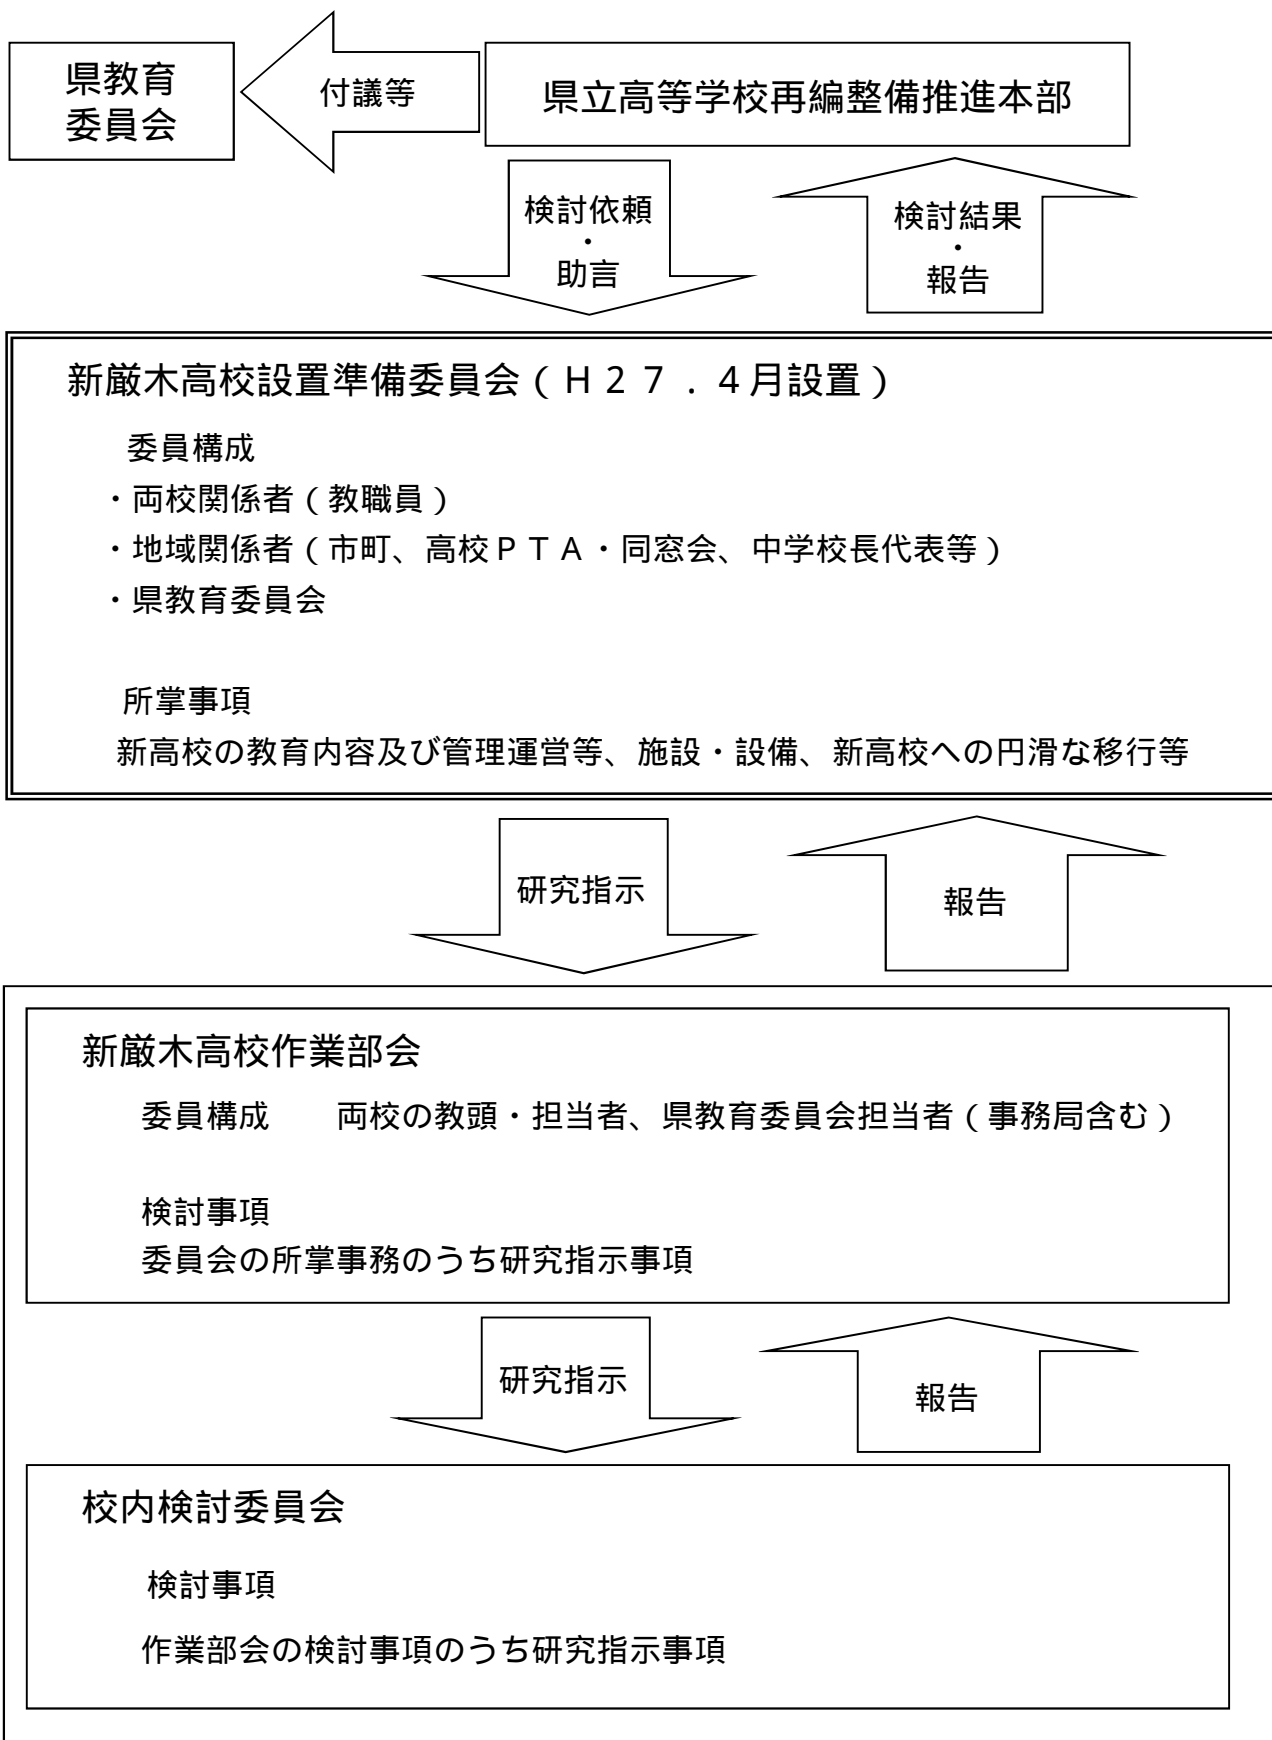 県教育
委員会
付議等
県立高等学校再編整備推進本部
検討依頼
・
助言
検討結果
・
報告
新厳木高校設置準備委員会(H27.4月設置)
委員構成
・両校関係者(教職員)
・地域関係者(市町、高校PTA・同窓会、中学校長代表等)
・県教育委員会
所掌事項
新高校の教育内容及び管理運営等、施設・設備、新高校への円滑な移行等
研究指示
報告
新厳木高校作業部会
委員構成　　両校の教頭・担当者、県教育委員会担当者(事務局含む)
検討事項
委員会の所掌事務のうち研究指示事項
研究指示
報告
校内検討委員会
検討事項
作業部会の検討事項のうち研究指示事項